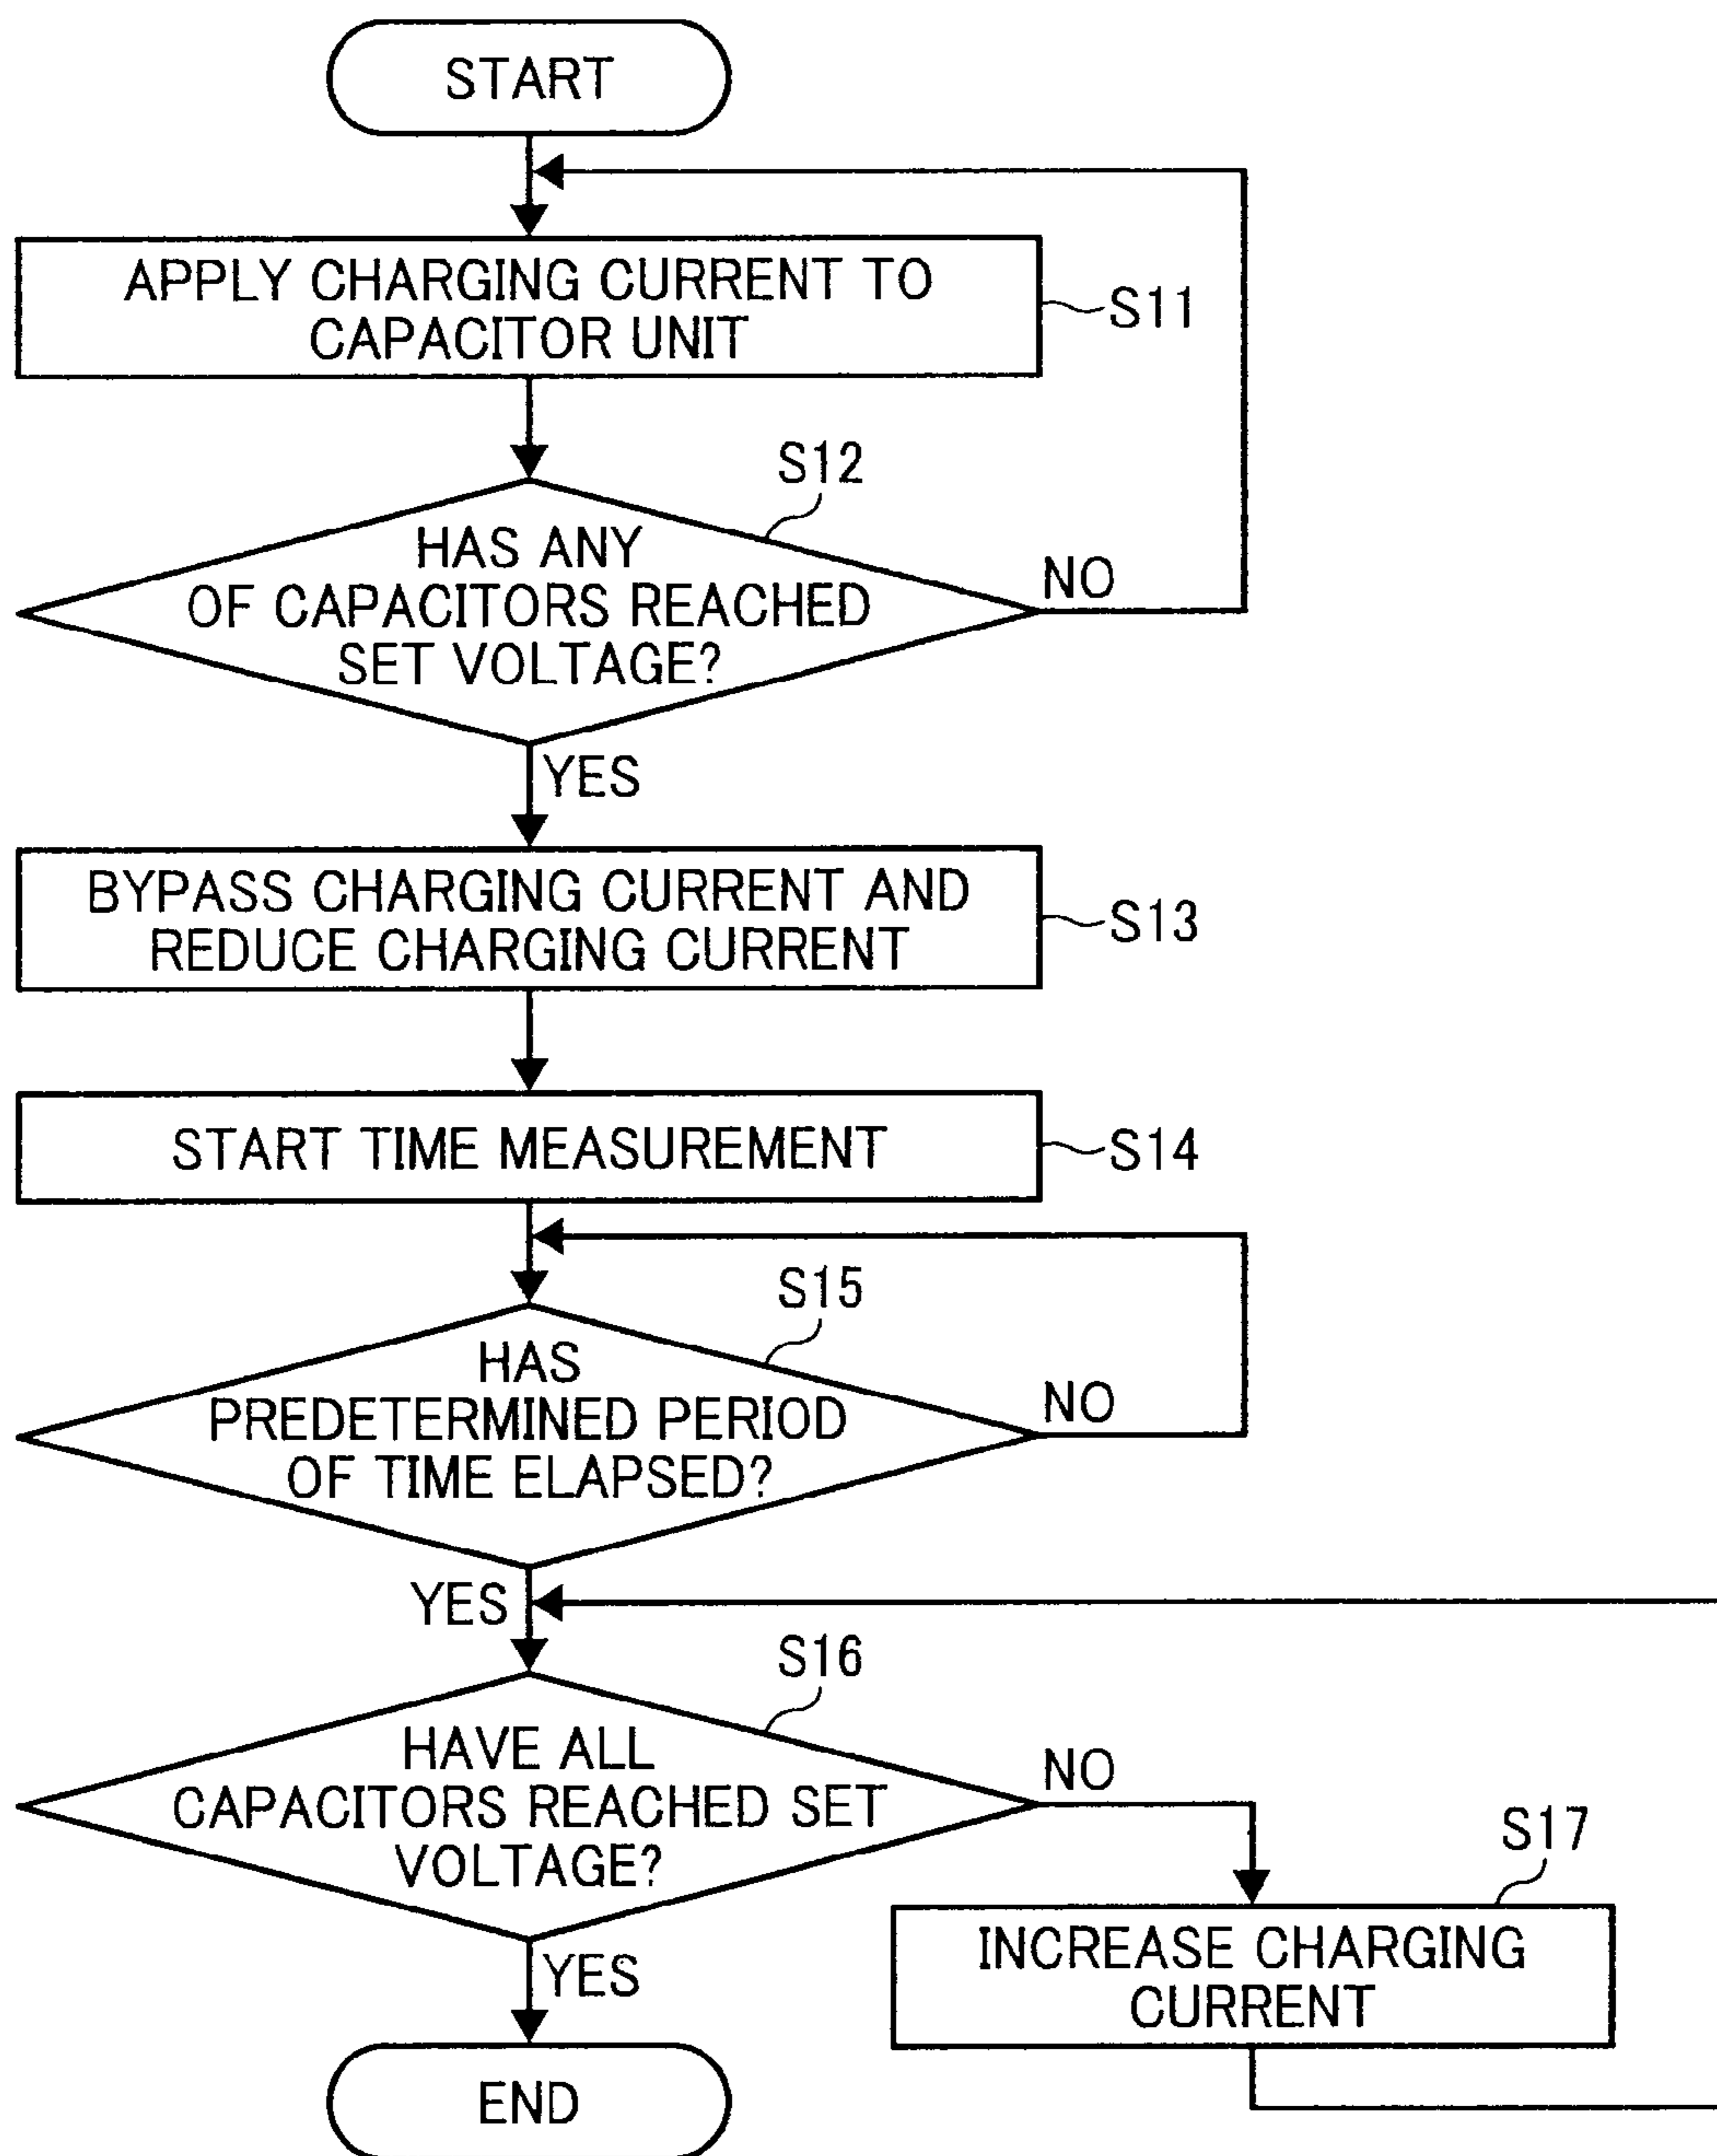 START
APPLY CHARGING CURRENT TO
CAPACITOR UNIT
S11
S12
HAS ANY
OF CAPACITORS REACHED
SET VOLTAGE?
NO
YES
BYPASS CHARGING CURRENT AND
REDUCE CHARGING CURRENT
S13
START TIME MEASUREMENT
S14
S15
HAS
PREDETERMINED PERIOD
OF TIME ELAPSED?
NO
YES
S16
HAVE ALL
CAPACITORS REACHED SET
VOLTAGE?
NO
S17
INCREASE CHARGING
CURRENT
YES
END